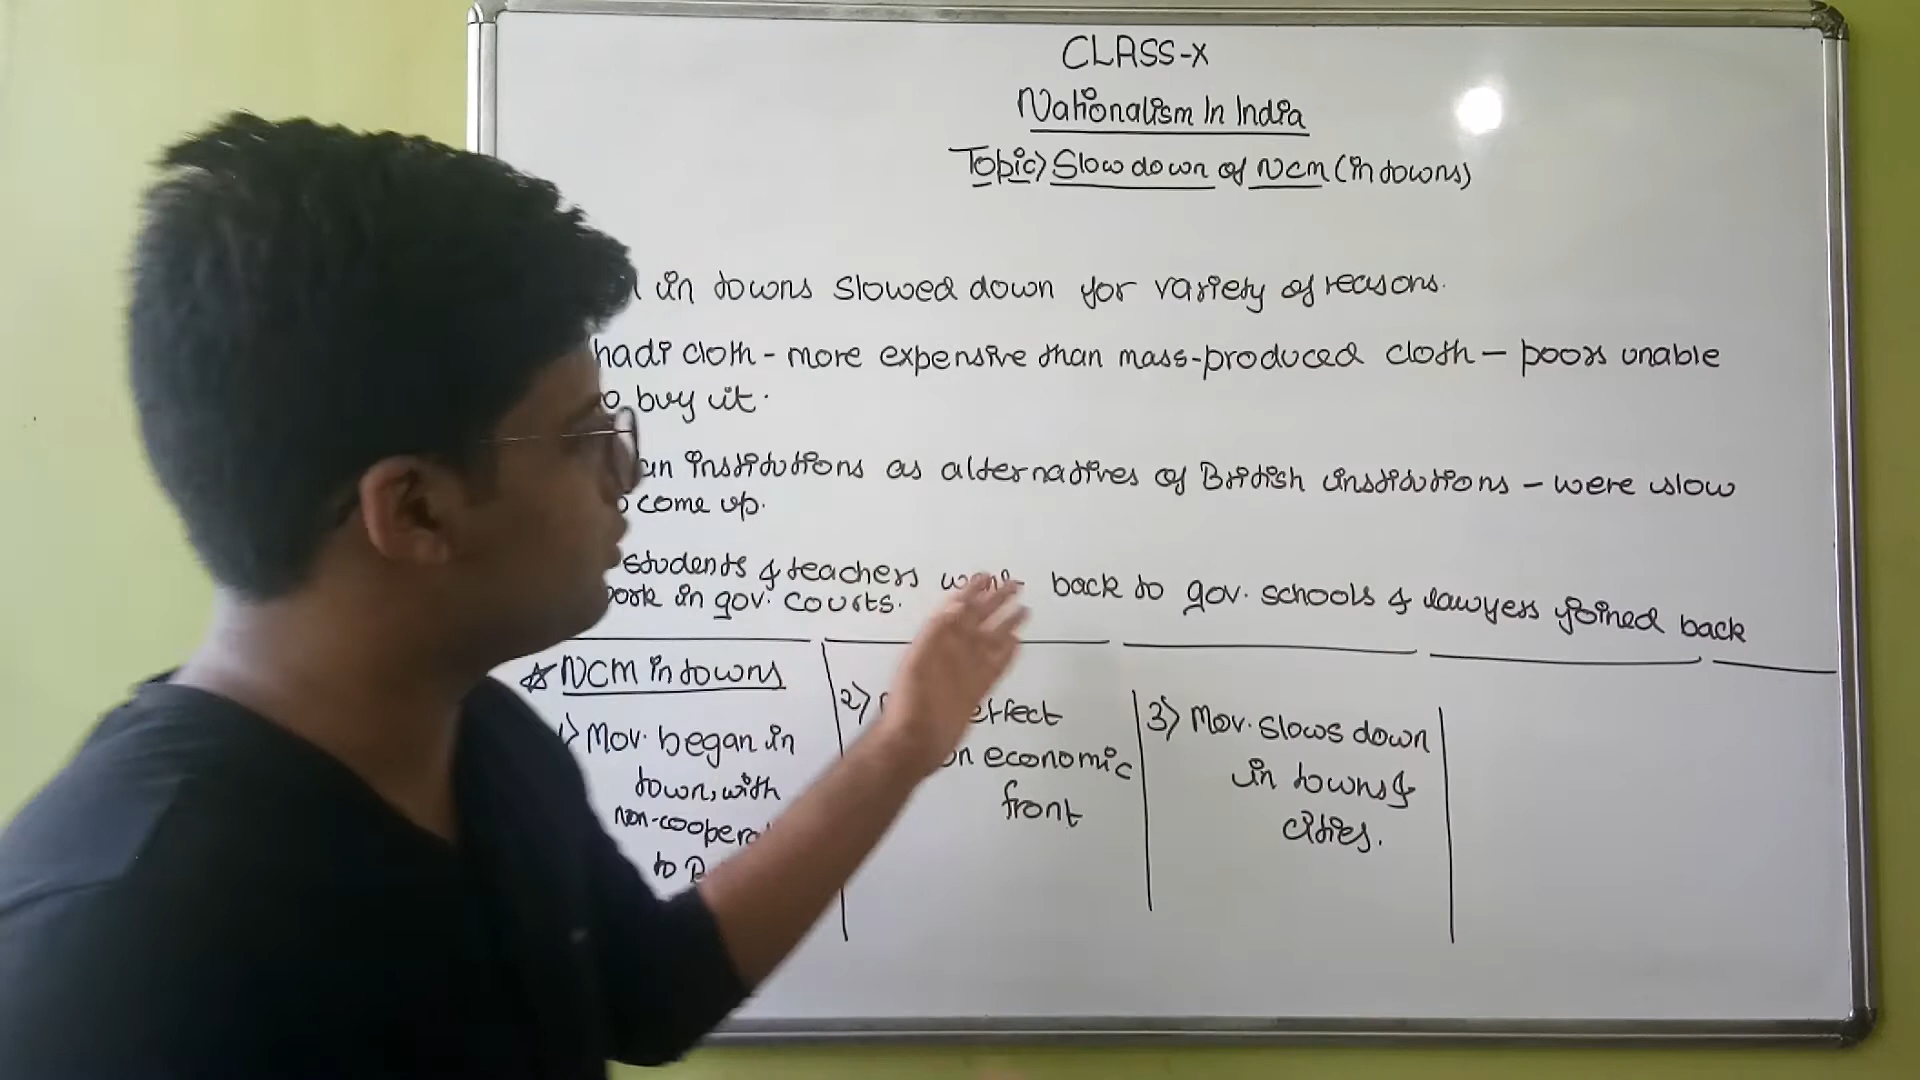 CLASS-X
Nationalism In India
Topic) Slow down of NCM (in towns)
in towns slowed down for variety of reasons.
hadi cloth - more expensive than mass-produced cloth - poors unable
o buy it.
an institutions as alternatives of British institutions - were slow
o come up.
students & teachers went back to gov. schools & lawyers joined back
ork in gov. courts.
☆ NCM in towns
1) Mov. began in
town, with
non-coopera
to B
2) effect
on economic
front
3) Mov. slows down
in towns &
cities.